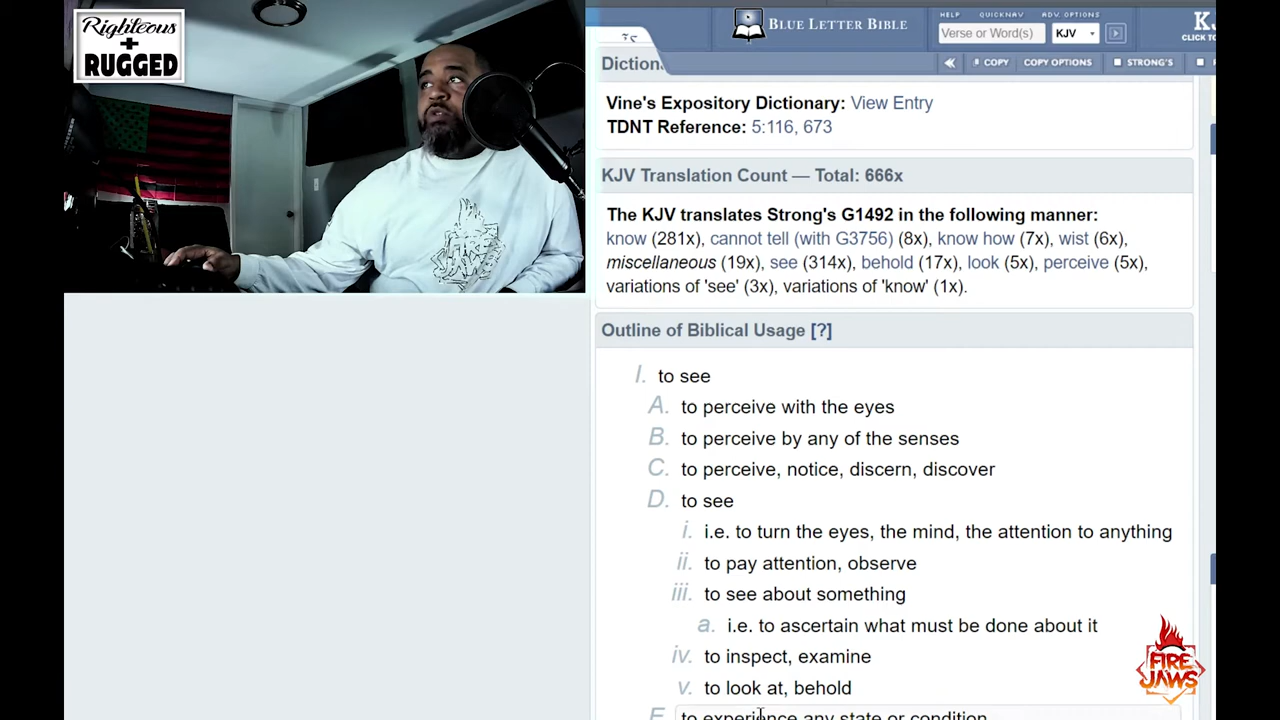 Righteous
+
RUGGED
BLUE LETTER BIBLE
HELP QUICKNAV ADV. OPTIONS
Verse or Word(s) KJV
CLICK TO
COPY COPY OPTIONS STRONG'S
Diction
Vine's Expository Dictionary: View Entry
TDNT Reference: 5:116, 673
KJV Translation Count — Total: 666x
The KJV translates Strong's G1492 in the following manner:
know (281x), cannot tell (with G3756) (8x), know how (7x), wist (6x),
miscellaneous (19x), see (314x), behold (17x), look (5x), perceive (5x),
variations of 'see' (3x), variations of 'know' (1x).
Outline of Biblical Usage [?]
I. to see
A. to perceive with the eyes
B. to perceive by any of the senses
C. to perceive, notice, discern, discover
D. to see
i. i.e. to turn the eyes, the mind, the attention to anything
ii. to pay attention, observe
iii. to see about something
a. i.e. to ascertain what must be done about it
iv. to inspect, examine
v. to look at, behold
E. to experience any state or condition
FIRE
JAWS